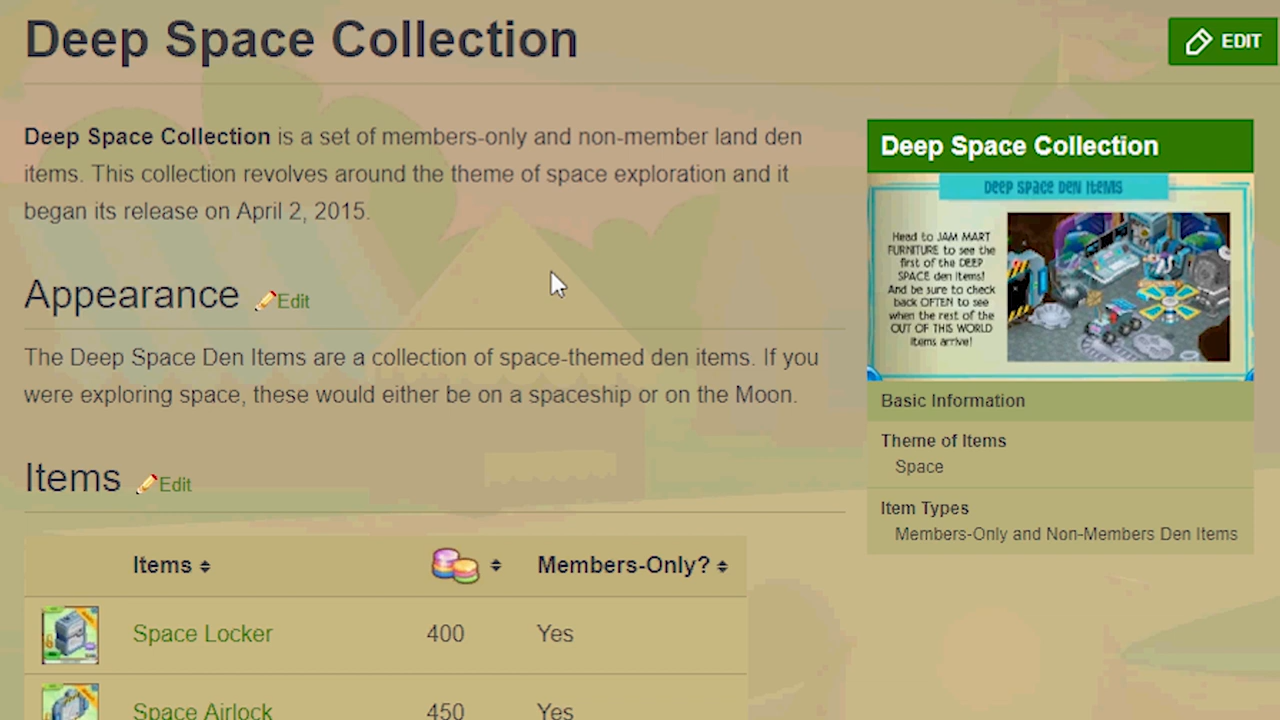 Deep Space Collection
EDIT
Deep Space Collection is a set of members-only and non-member land den
items. This collection revolves around the theme of space exploration and it
began its release on April 2, 2015.
Appearance Edit
The Deep Space Den Items are a collection of space-themed den items. If you
were exploring space, these would either be on a spaceship or on the Moon.
Items Edit
Items Members-Only?
Space Locker 400 Yes
Space Airlock 450 Yes
Deep Space Collection
DEEP SPACE DEN ITEMS
Head to JAM MART
FURNITURE to see the
first of the DEEP
SPACE den items!
And be sure to check
back OFTEN to see
when the rest of the
OUT OF THIS WORLD
items arrive!
Basic Information
Theme of Items
Space
Item Types
Members-Only and Non-Members Den Items